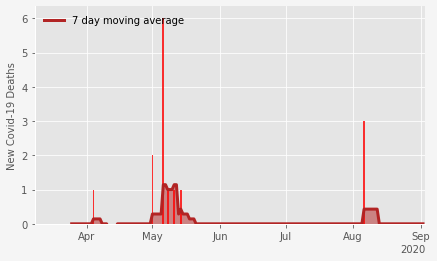 7 day moving average
New Covid-19 Deaths
6
5
4
3
2
1
0
Apr
May
Jun
Jul
Aug
Sep
2020